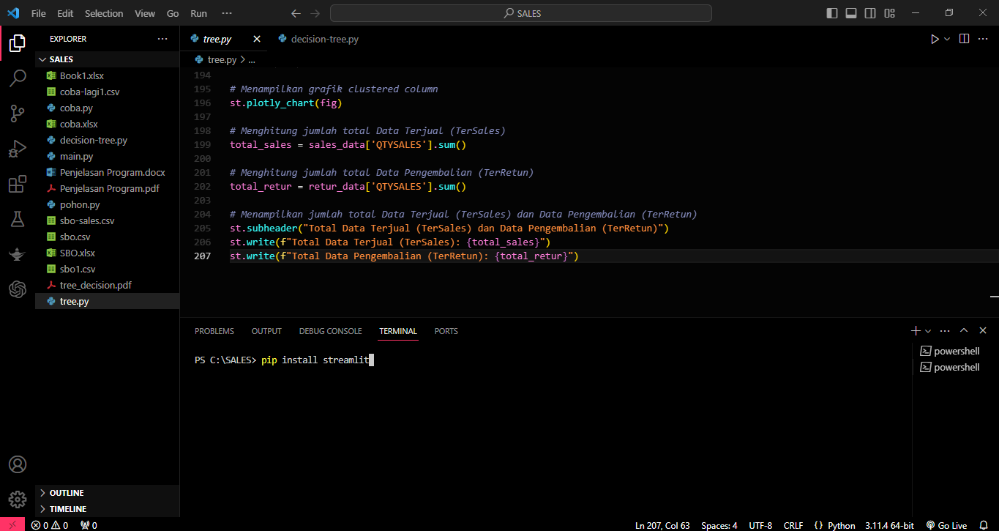 File Edit Selection View Go Run ··· SALES
EXPLORER ···
tree.py decision-tree.py
SALES
tree.py > ...
Book1.xlsx
coba-lagi1.csv
coba.py
coba.xlsx
decision-tree.py
main.py
Penjelasan Program.docx
Penjelasan Program.pdf
pohon.py
sbo-sales.csv
sbo.csv
SBO.xlsx
sbo1.csv
tree_decision.pdf
tree.py
OUTLINE
TIMELINE
194
195 # Menampilkan grafik clustered column
196 st.plotly_chart(fig)
197
198 # Menghitung jumlah total Data Terjual (TerSales)
199 total_sales = sales_data['QTYSALES'].sum()
200
201 # Menghitung jumlah total Data Pengembalian (TerRetun)
202 total_retur = retur_data['QTYSALES'].sum()
203
204 # Menampilkan jumlah total Data Terjual (TerSales) dan Data Pengembalian (TerRetun)
205 st.subheader("Total Data Terjual (TerSales) dan Data Pengembalian (TerRetun)")
206 st.write(f"Total Data Terjual (TerSales): {total_sales}")
207 st.write(f"Total Data Pengembalian (TerRetun): {total_retur}")
PROBLEMS OUTPUT DEBUG CONSOLE TERMINAL PORTS
PS C:\SALES> pip install streamlit
powershell
powershell
0 0 0 Ln 207, Col 63 Spaces: 4 UTF-8 CRLF {} Python 3.11.4 64-bit Go Live